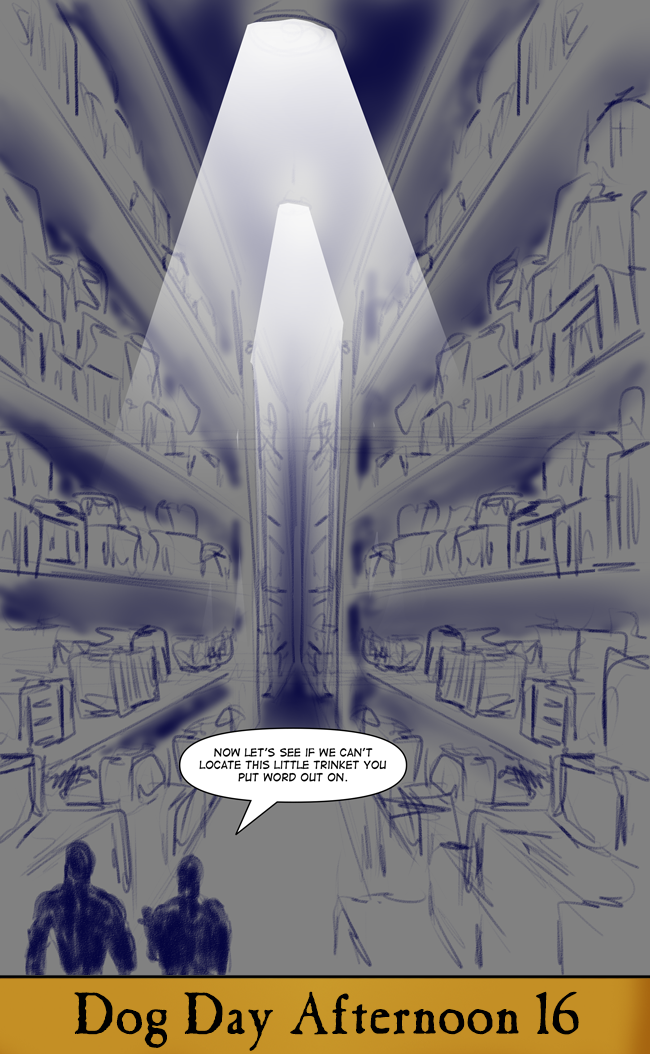 NOW LET'S SEE IF WE CAN'T
LOCATE THIS LITTLE TRINKET YOU
PUT WORD OUT ON.
Dog Day Afternoon 16